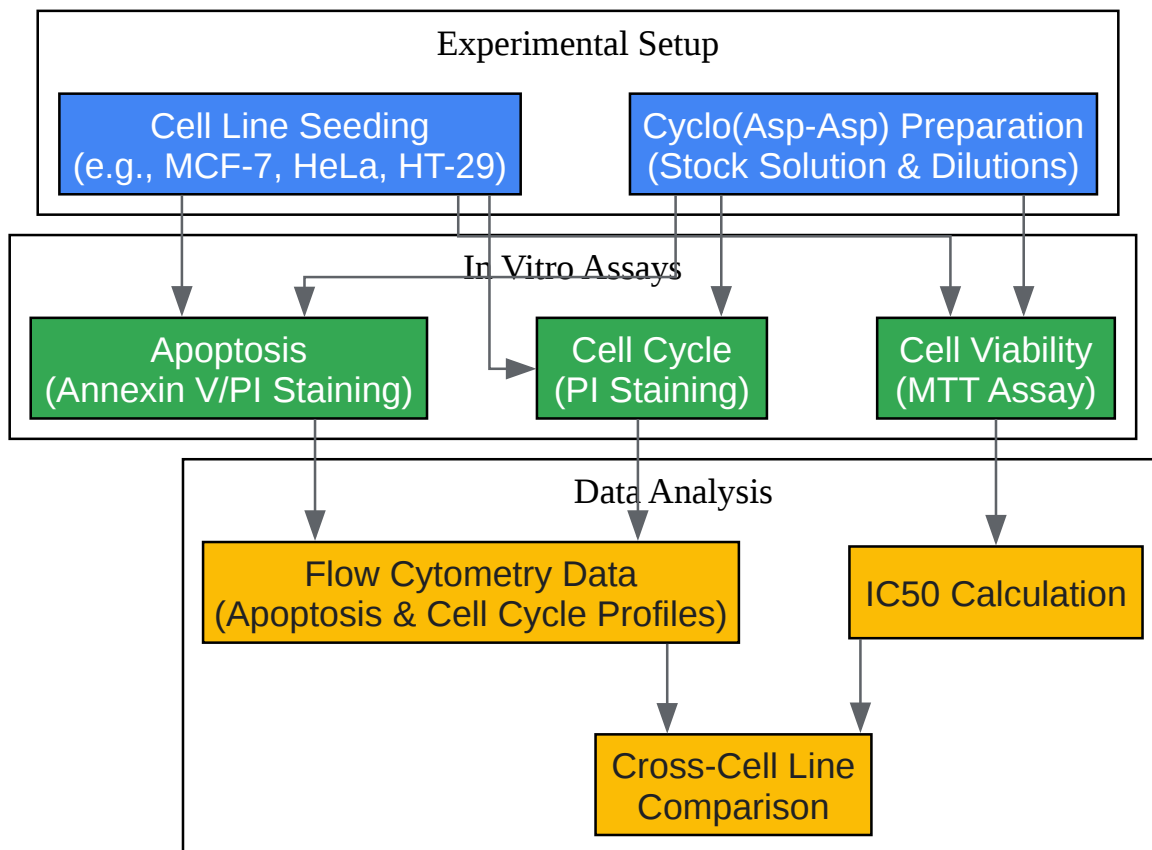 Experimental Setup
Cell Line Seeding
(e.g., MCF-7, HeLa, HT-29)
Cyclo(Asp-Asp) Preparation
(Stock Solution & Dilutions)
In Vitro Assays
Apoptosis
(Annexin V/PI Staining)
Cell Cycle
(PI Staining)
Cell Viability
(MTT Assay)
Data Analysis
Flow Cytometry Data
(Apoptosis & Cell Cycle Profiles)
IC50 Calculation
Cross-Cell Line
Comparison